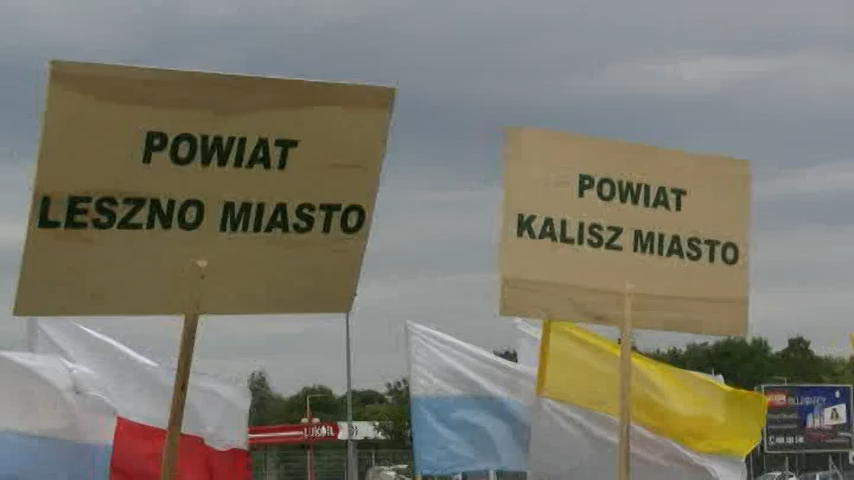 POWIAT
LESZNO MIASTO
POWIAT
KALISZ MIASTO
LUKOIL